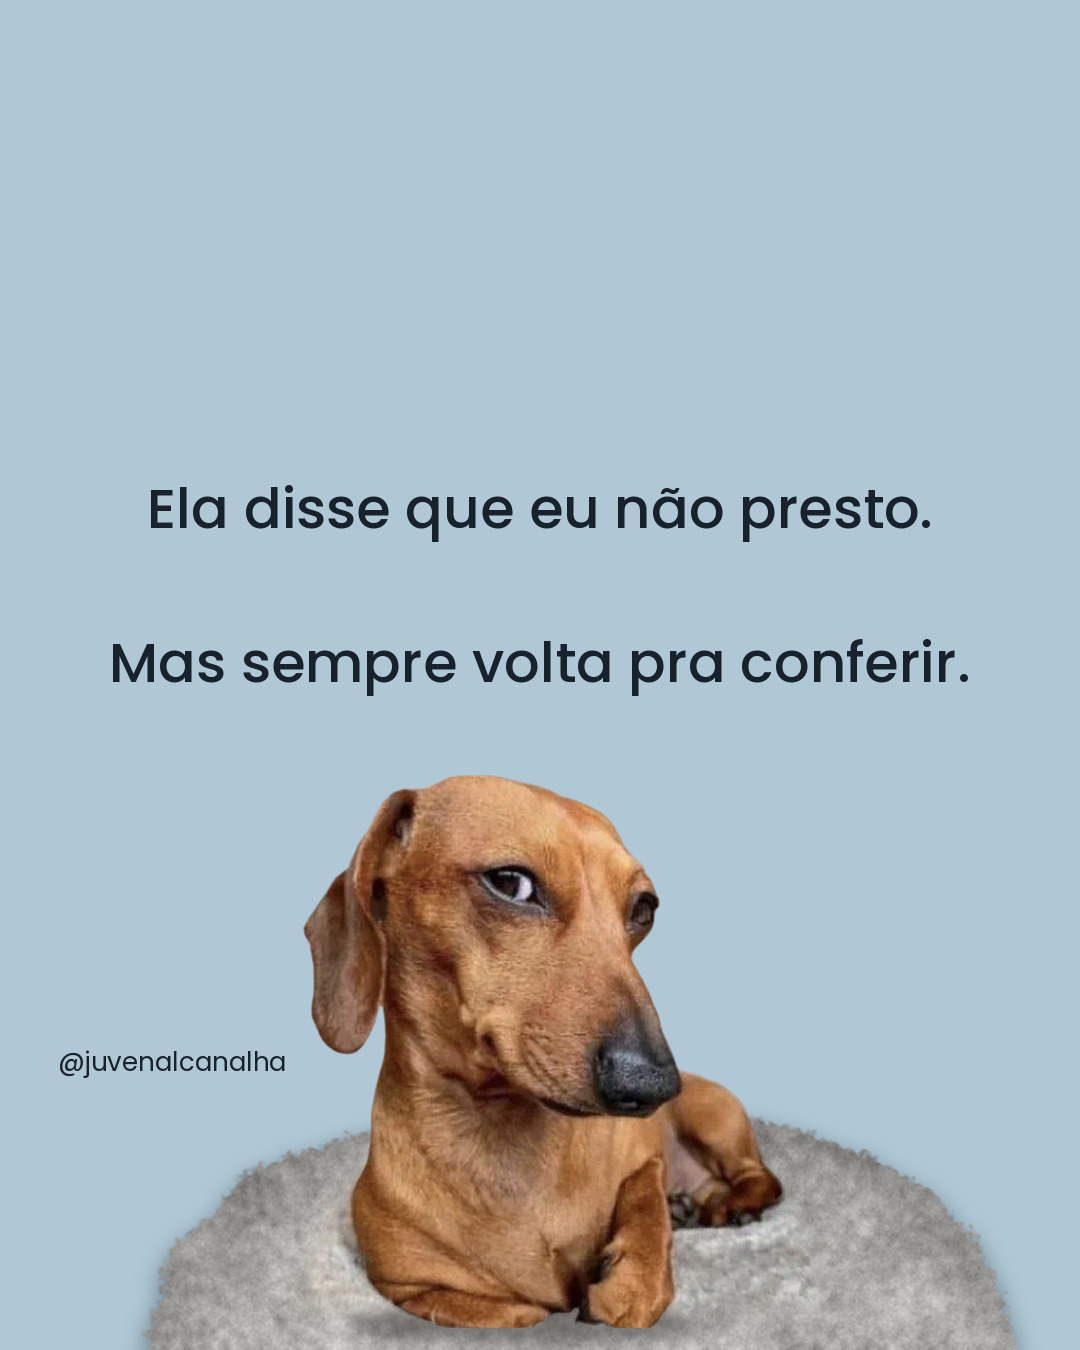 Ela disse que eu não presto.
Mas sempre volta pra conferir.
@juvenalcanalha